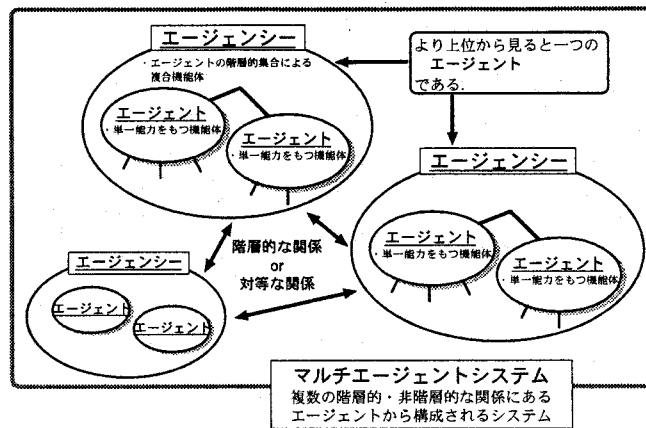 エージェンシー
・エージェントの階層的集合による
複合機能体
エージェント
・単一能力をもつ機能体
エージェント
・単一能力をもつ機能体
より上位から見ると一つの
エージェント
である.
エージェンシー
エージェント
・単一能力をもつ機能体
エージェント
・単一能力をもつ機能体
階層的な関係
or
対等な関係
エージェンシー
エージェント
エージェント
マルチエージェントシステム
複数の階層的・非階層的な関係にある
エージェントから構成されるシステム